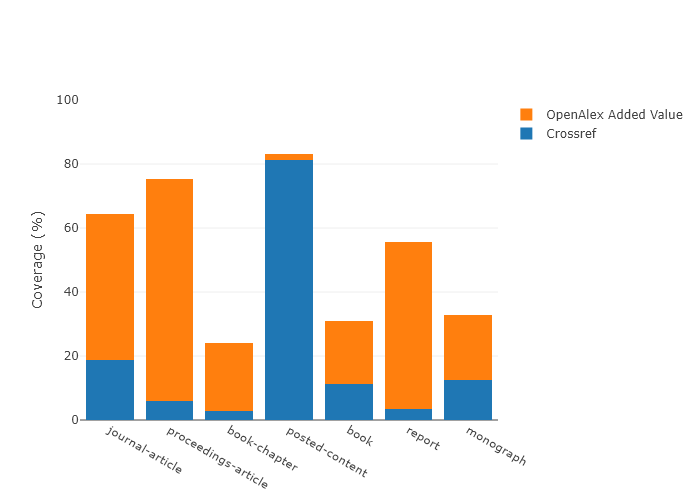 100
80
60
40
20
0
Coverage (%)
journal-article
proceedings-article
book-chapter
posted-content
book
report
monograph
OpenAlex Added Value
Crossref